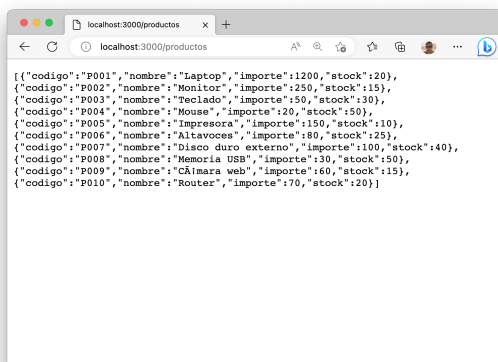 localhost:3000/productos
localhost:3000/productos
[{"codigo":"P001","nombre":"Laptop","importe":1200,"stock":20},
{"codigo":"P002","nombre":"Monitor","importe":250,"stock":15},
{"codigo":"P003","nombre":"Teclado","importe":50,"stock":30},
{"codigo":"P004","nombre":"Mouse","importe":20,"stock":50},
{"codigo":"P005","nombre":"Impresora","importe":150,"stock":10},
{"codigo":"P006","nombre":"Altavoces","importe":80,"stock":25},
{"codigo":"P007","nombre":"Disco duro externo","importe":100,"stock":40},
{"codigo":"P008","nombre":"Memoria USB","importe":30,"stock":50},
{"codigo":"P009","nombre":"CÃ¡mara web","importe":60,"stock":15},
{"codigo":"P010","nombre":"Router","importe":70,"stock":20}]